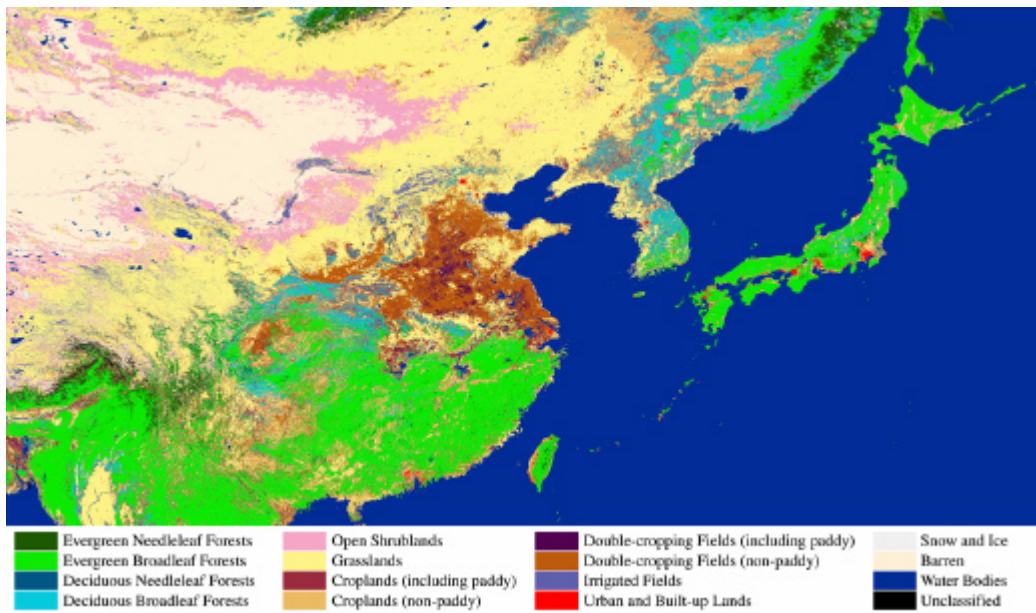 Evergreen Needleleaf Forests
Evergreen Broadleaf Forests
Deciduous Needleleaf Forests
Deciduous Broadleaf Forests
Open Shrublands
Grasslands
Croplands (including paddy)
Croplands (non-paddy)
Double-cropping Fields (including paddy)
Double-cropping Fields (non-paddy)
Irrigated Fields
Urban and Built-up Lands
Snow and Ice
Barren
Water Bodies
Unclassified